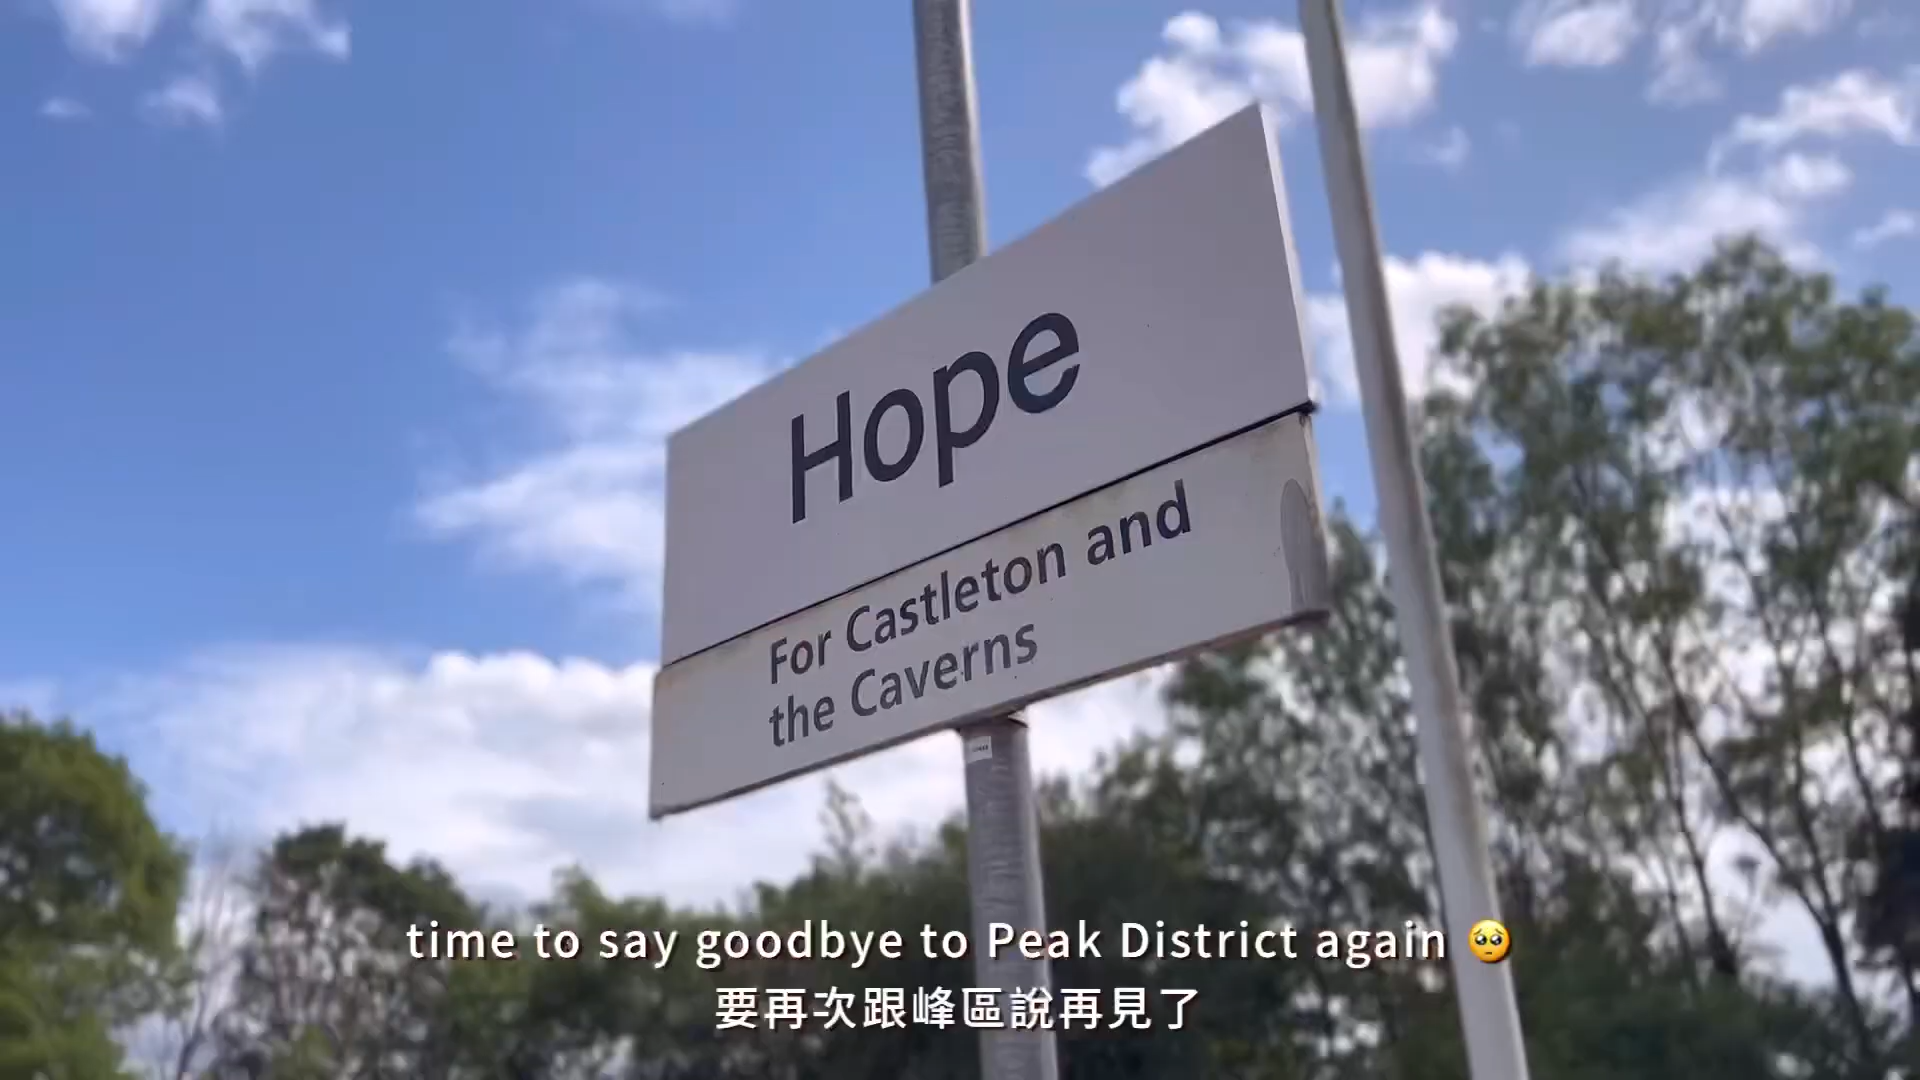 Hope
For Castleton and
the Caverns
time to say goodbye to Peak District again 🥺
要再次跟峰區說再見了